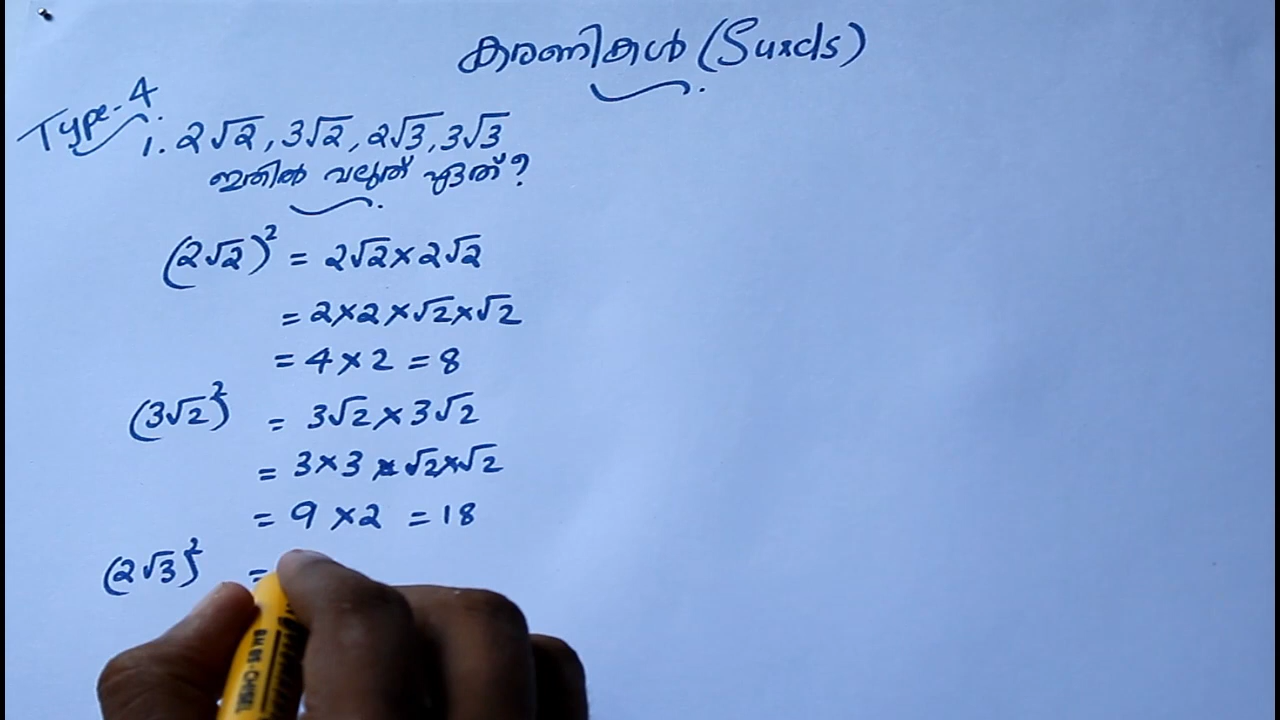 കരണികൾ (Surds)
Type-4
1. 2√2, 3√2, 2√3, 3√3
ഇതിൽ വലുത് ഏത്?
(2√2)² = 2√2×2√2
= 2×2×√2×√2
= 4×2 = 8
(3√2)² = 3√2×3√2
= 3×3×√2×√2
= 9×2 = 18
(2√3)² =